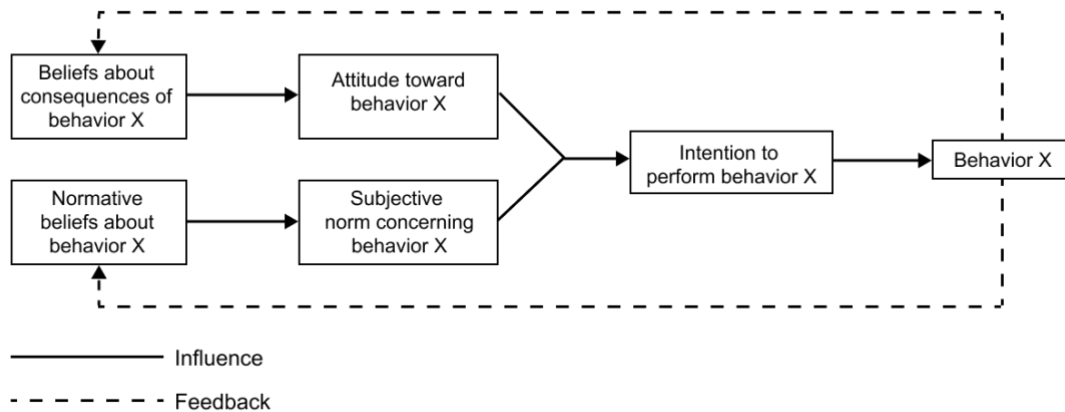 Beliefs about
consequences of
behavior X
Attitude toward
behavior X
Normative
beliefs about
behavior X
Subjective
norm concerning
behavior X
Intention to
perform behavior X
Behavior X
Influence
Feedback